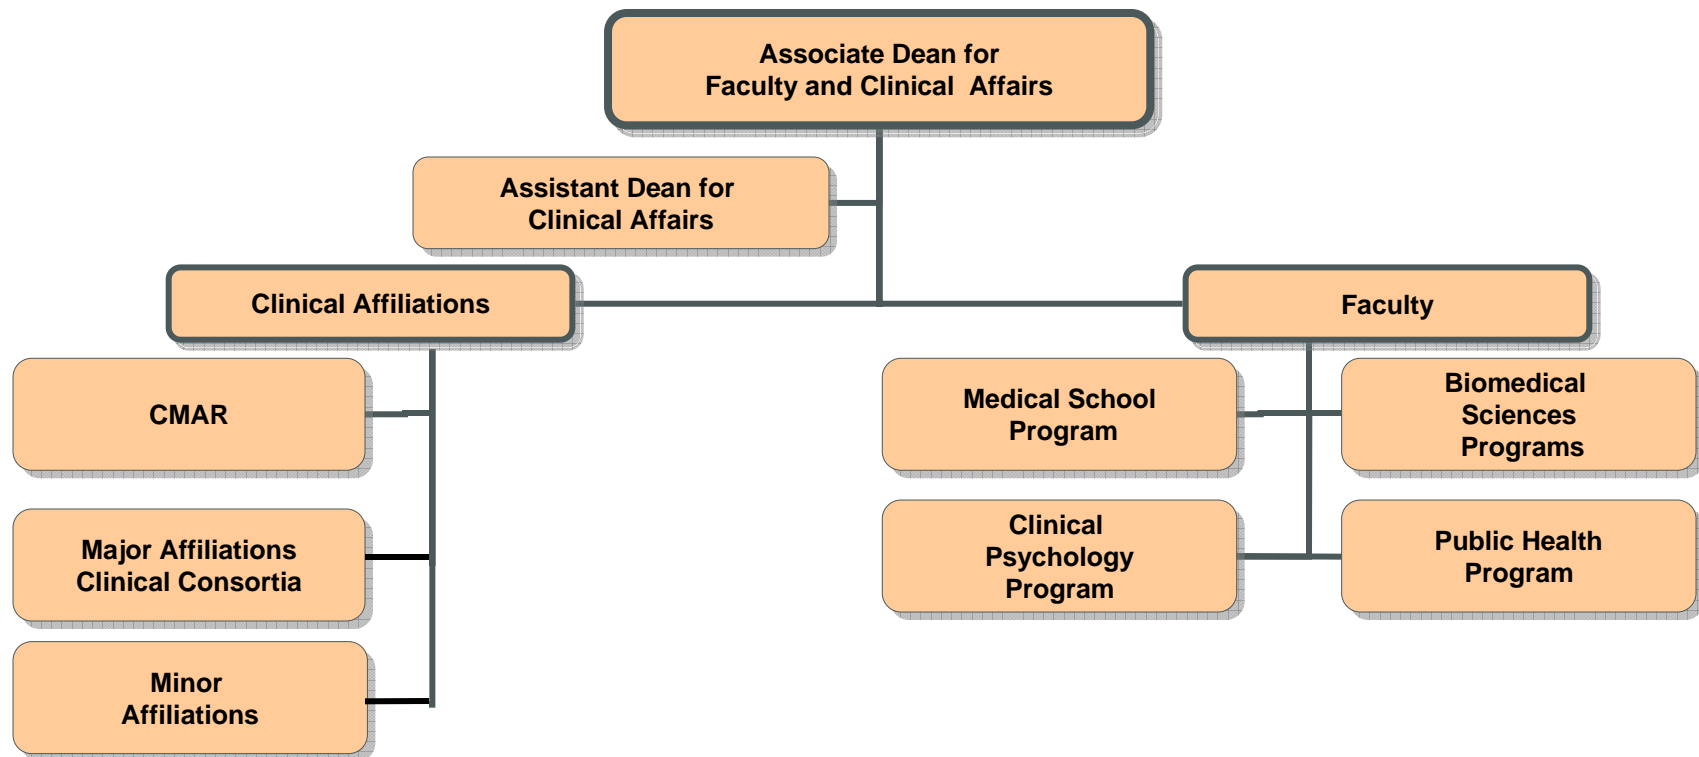 Associate Dean for
Faculty and Clinical Affairs
Assistant Dean for
Clinical Affairs
Clinical Affiliations
Faculty
CMAR
Medical School
Program
Biomedical
Sciences
Programs
Major Affiliations
Clinical Consortia
Clinical
Psychology
Program
Public Health
Program
Minor
Affiliations